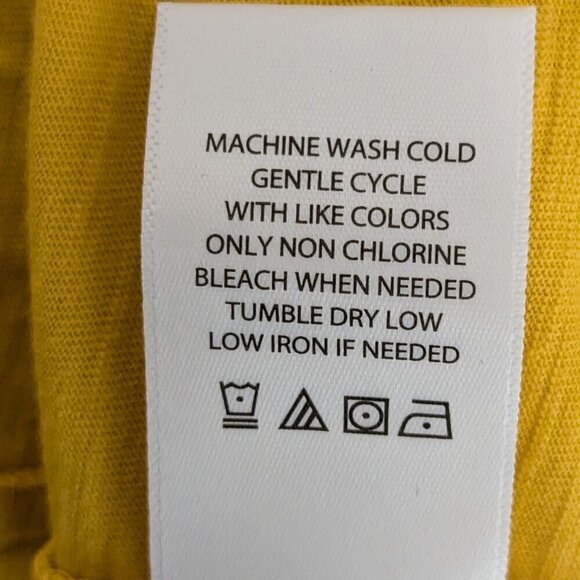 MACHINE WASH COLD
GENTLE CYCLE
WITH LIKE COLORS
ONLY NON CHLORINE
BLEACH WHEN NEEDED
TUMBLE DRY LOW
LOW IRON IF NEEDED